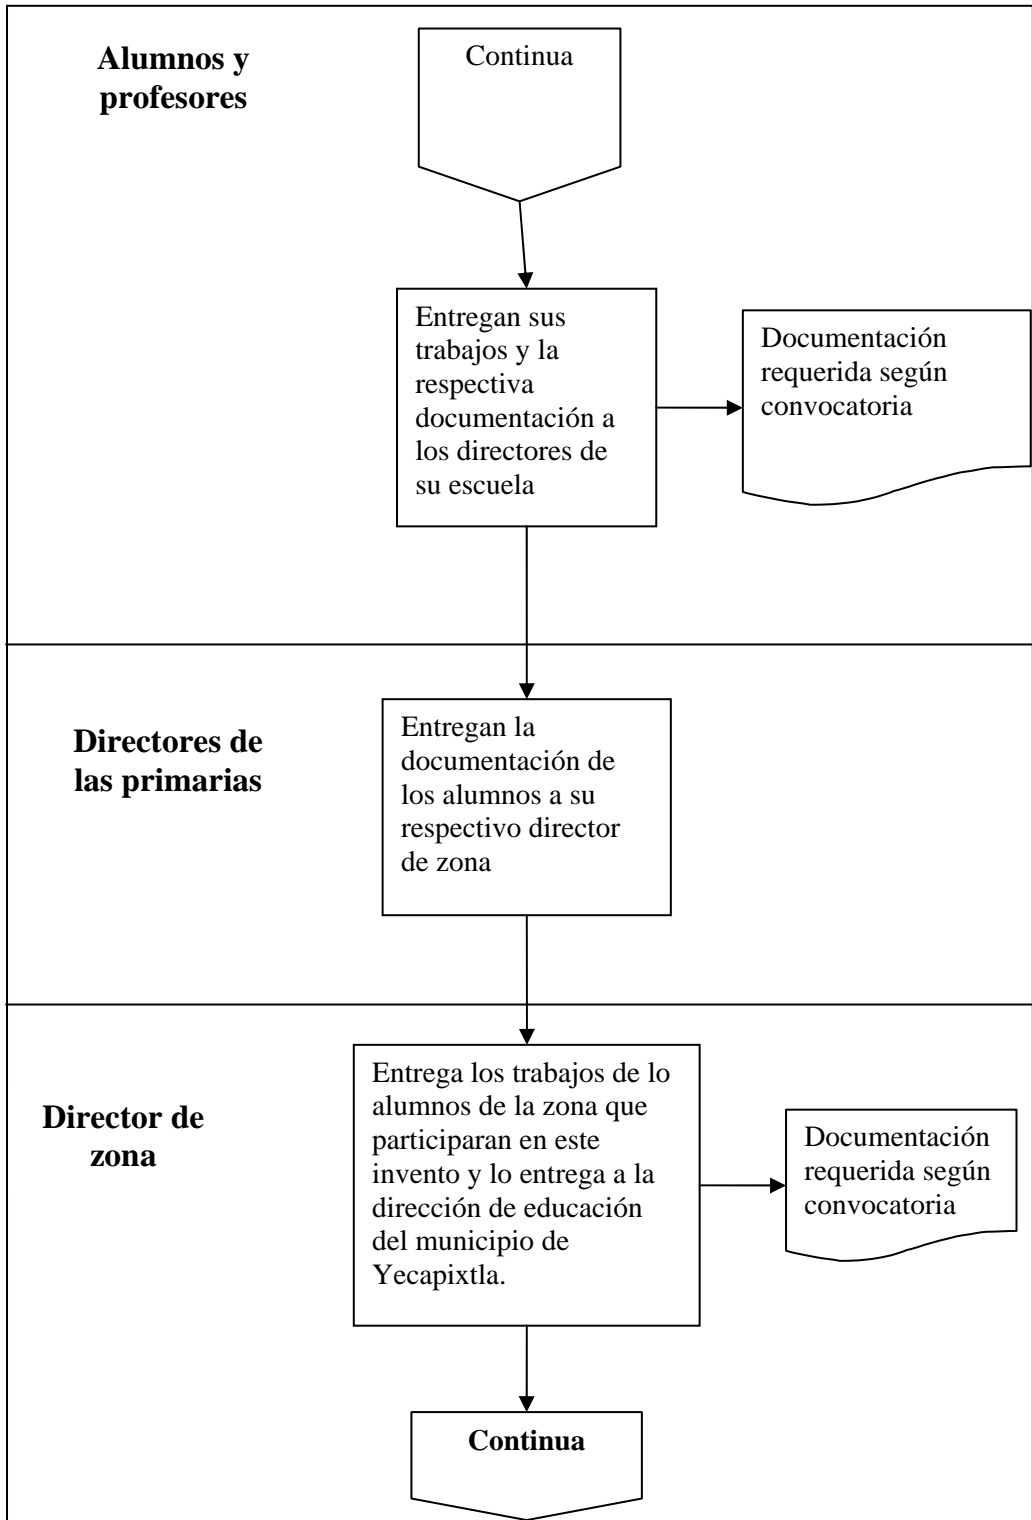 Alumnos y
profesores
Continua
Entregan sus
trabajos y la
respectiva
documentación a
los directores de
su escuela
Documentación
requerida según
convocatoria
Directores de
las primarias
Entregan la
documentación de
los alumnos a su
respectivo director
de zona
Director de
zona
Entrega los trabajos de lo
alumnos de la zona que
participaran en este
invento y lo entrega a la
dirección de educación
del municipio de
Yecapixtla.
Documentación
requerida según
convocatoria
Continua